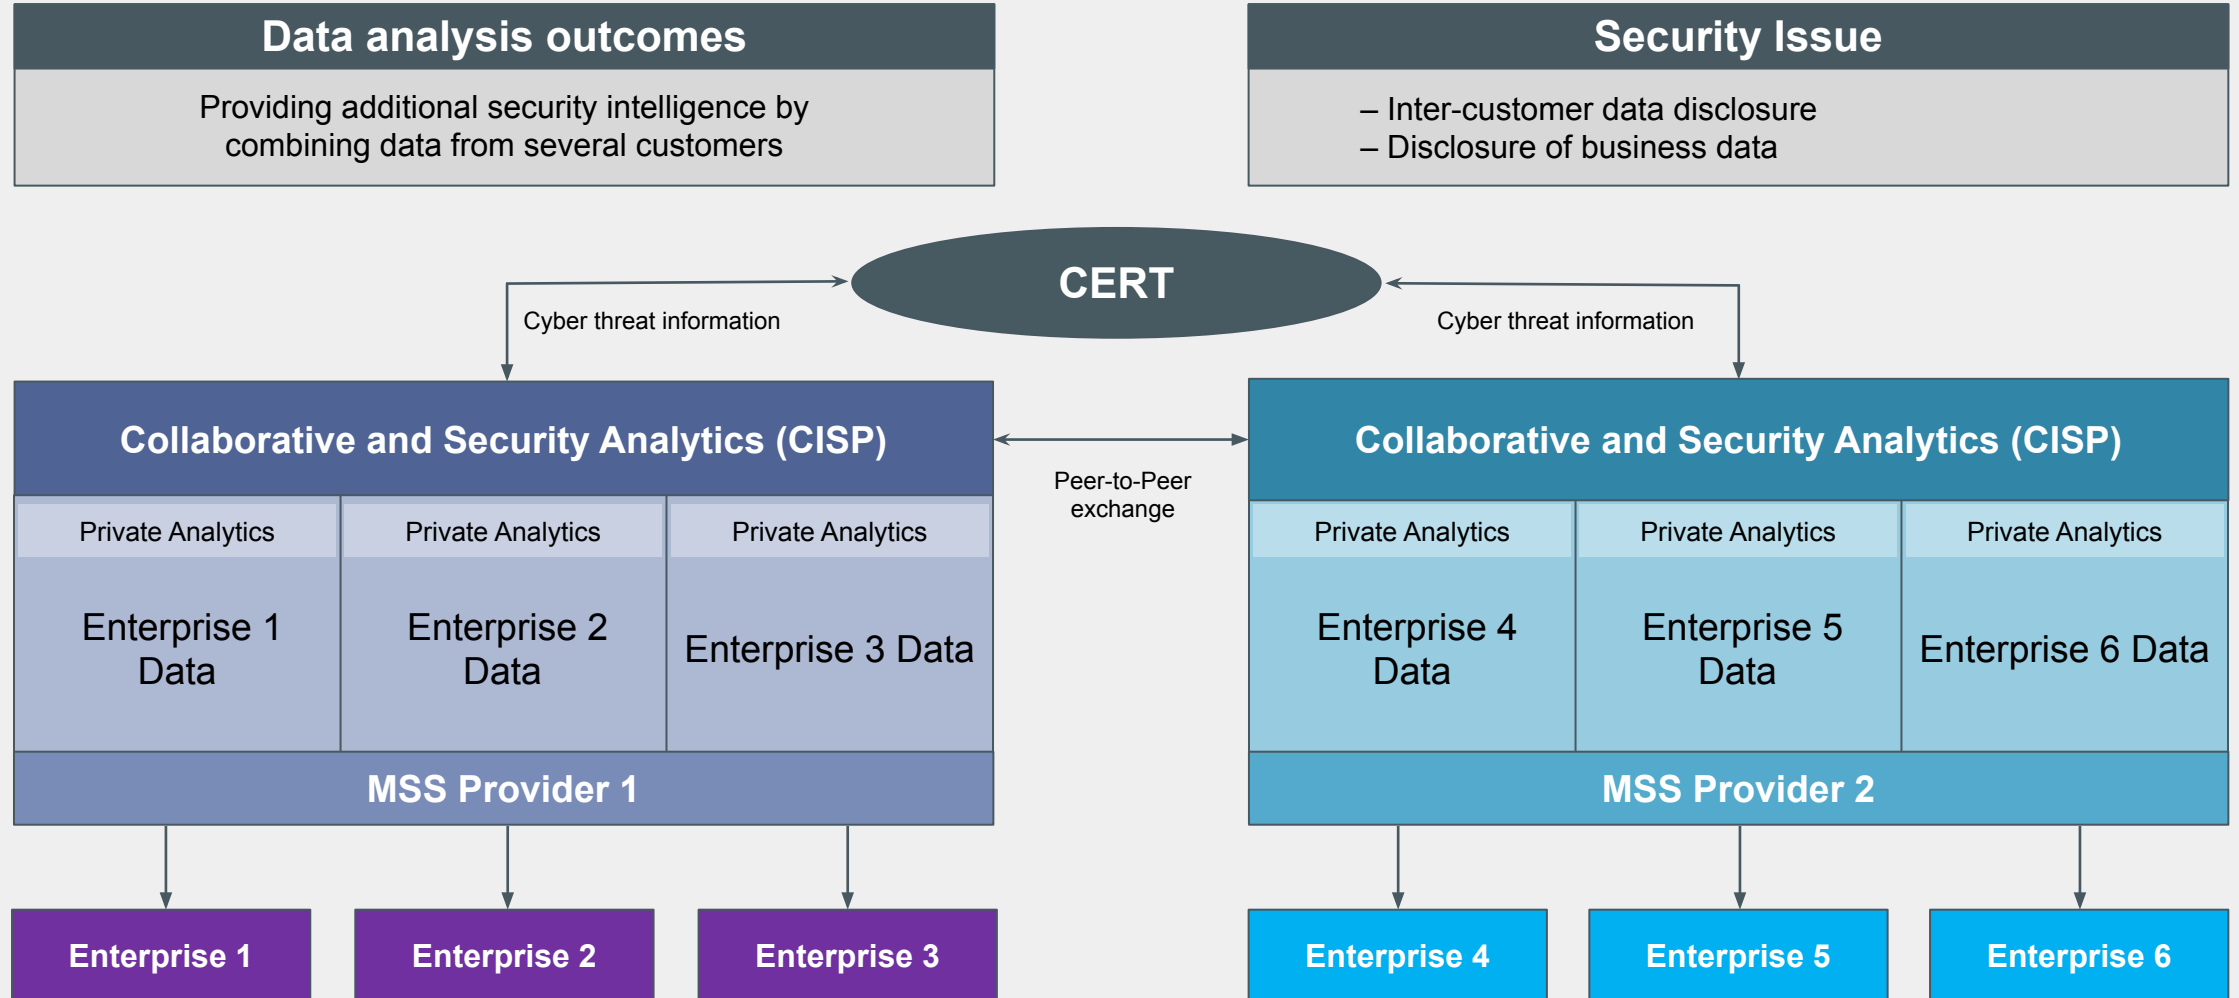 Data analysis outcomes
Providing additional security intelligence by
combining data from several customers
Security Issue
– Inter-customer data disclosure
– Disclosure of business data
CERT
Cyber threat information
Cyber threat information
Collaborative and Security Analytics (CISP)
Peer-to-Peer
exchange
Collaborative and Security Analytics (CISP)
Private Analytics
Private Analytics
Private Analytics
Enterprise 1
Data
Enterprise 2
Data
Enterprise 3 Data
MSS Provider 1
Private Analytics
Private Analytics
Private Analytics
Enterprise 4
Data
Enterprise 5
Data
Enterprise 6 Data
MSS Provider 2
Enterprise 1
Enterprise 2
Enterprise 3
Enterprise 4
Enterprise 5
Enterprise 6